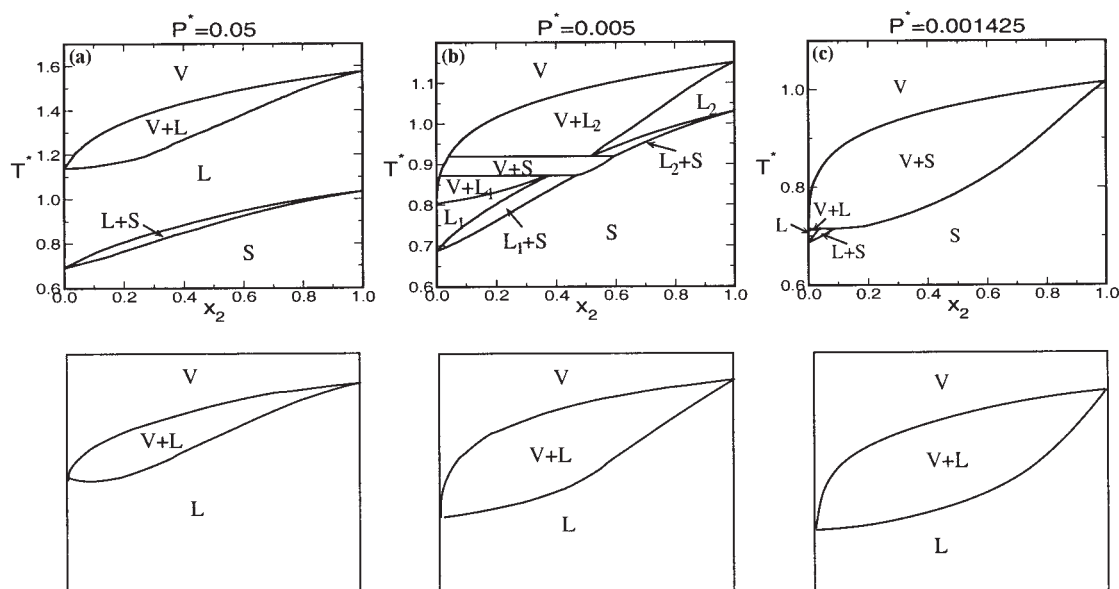 P*=0.05
P*=0.005
P*=0.001425
(a)
1.6
1.4
T*
1.2
1.0
0.8
0.6
V
V+L
L
L+S
S
0.0 0.2 0.4 0.6 0.8 1.0
x₂
(b)
1.1
1.0
T*
0.9
0.8
0.7
0.6
V
V+L₂
L₂
V+S
L₂+S
V+L₁
L₁
L₁+S
S
0.0 0.2 0.4 0.6 0.8 1.0
x₂
(c)
1.0
T*
0.8
0.6
V
V+S
V+L
L
L+S
S
0.0 0.2 0.4 0.6 0.8 1.0
x₂
V
V+L
L
V
V+L
L
V
V+L
L